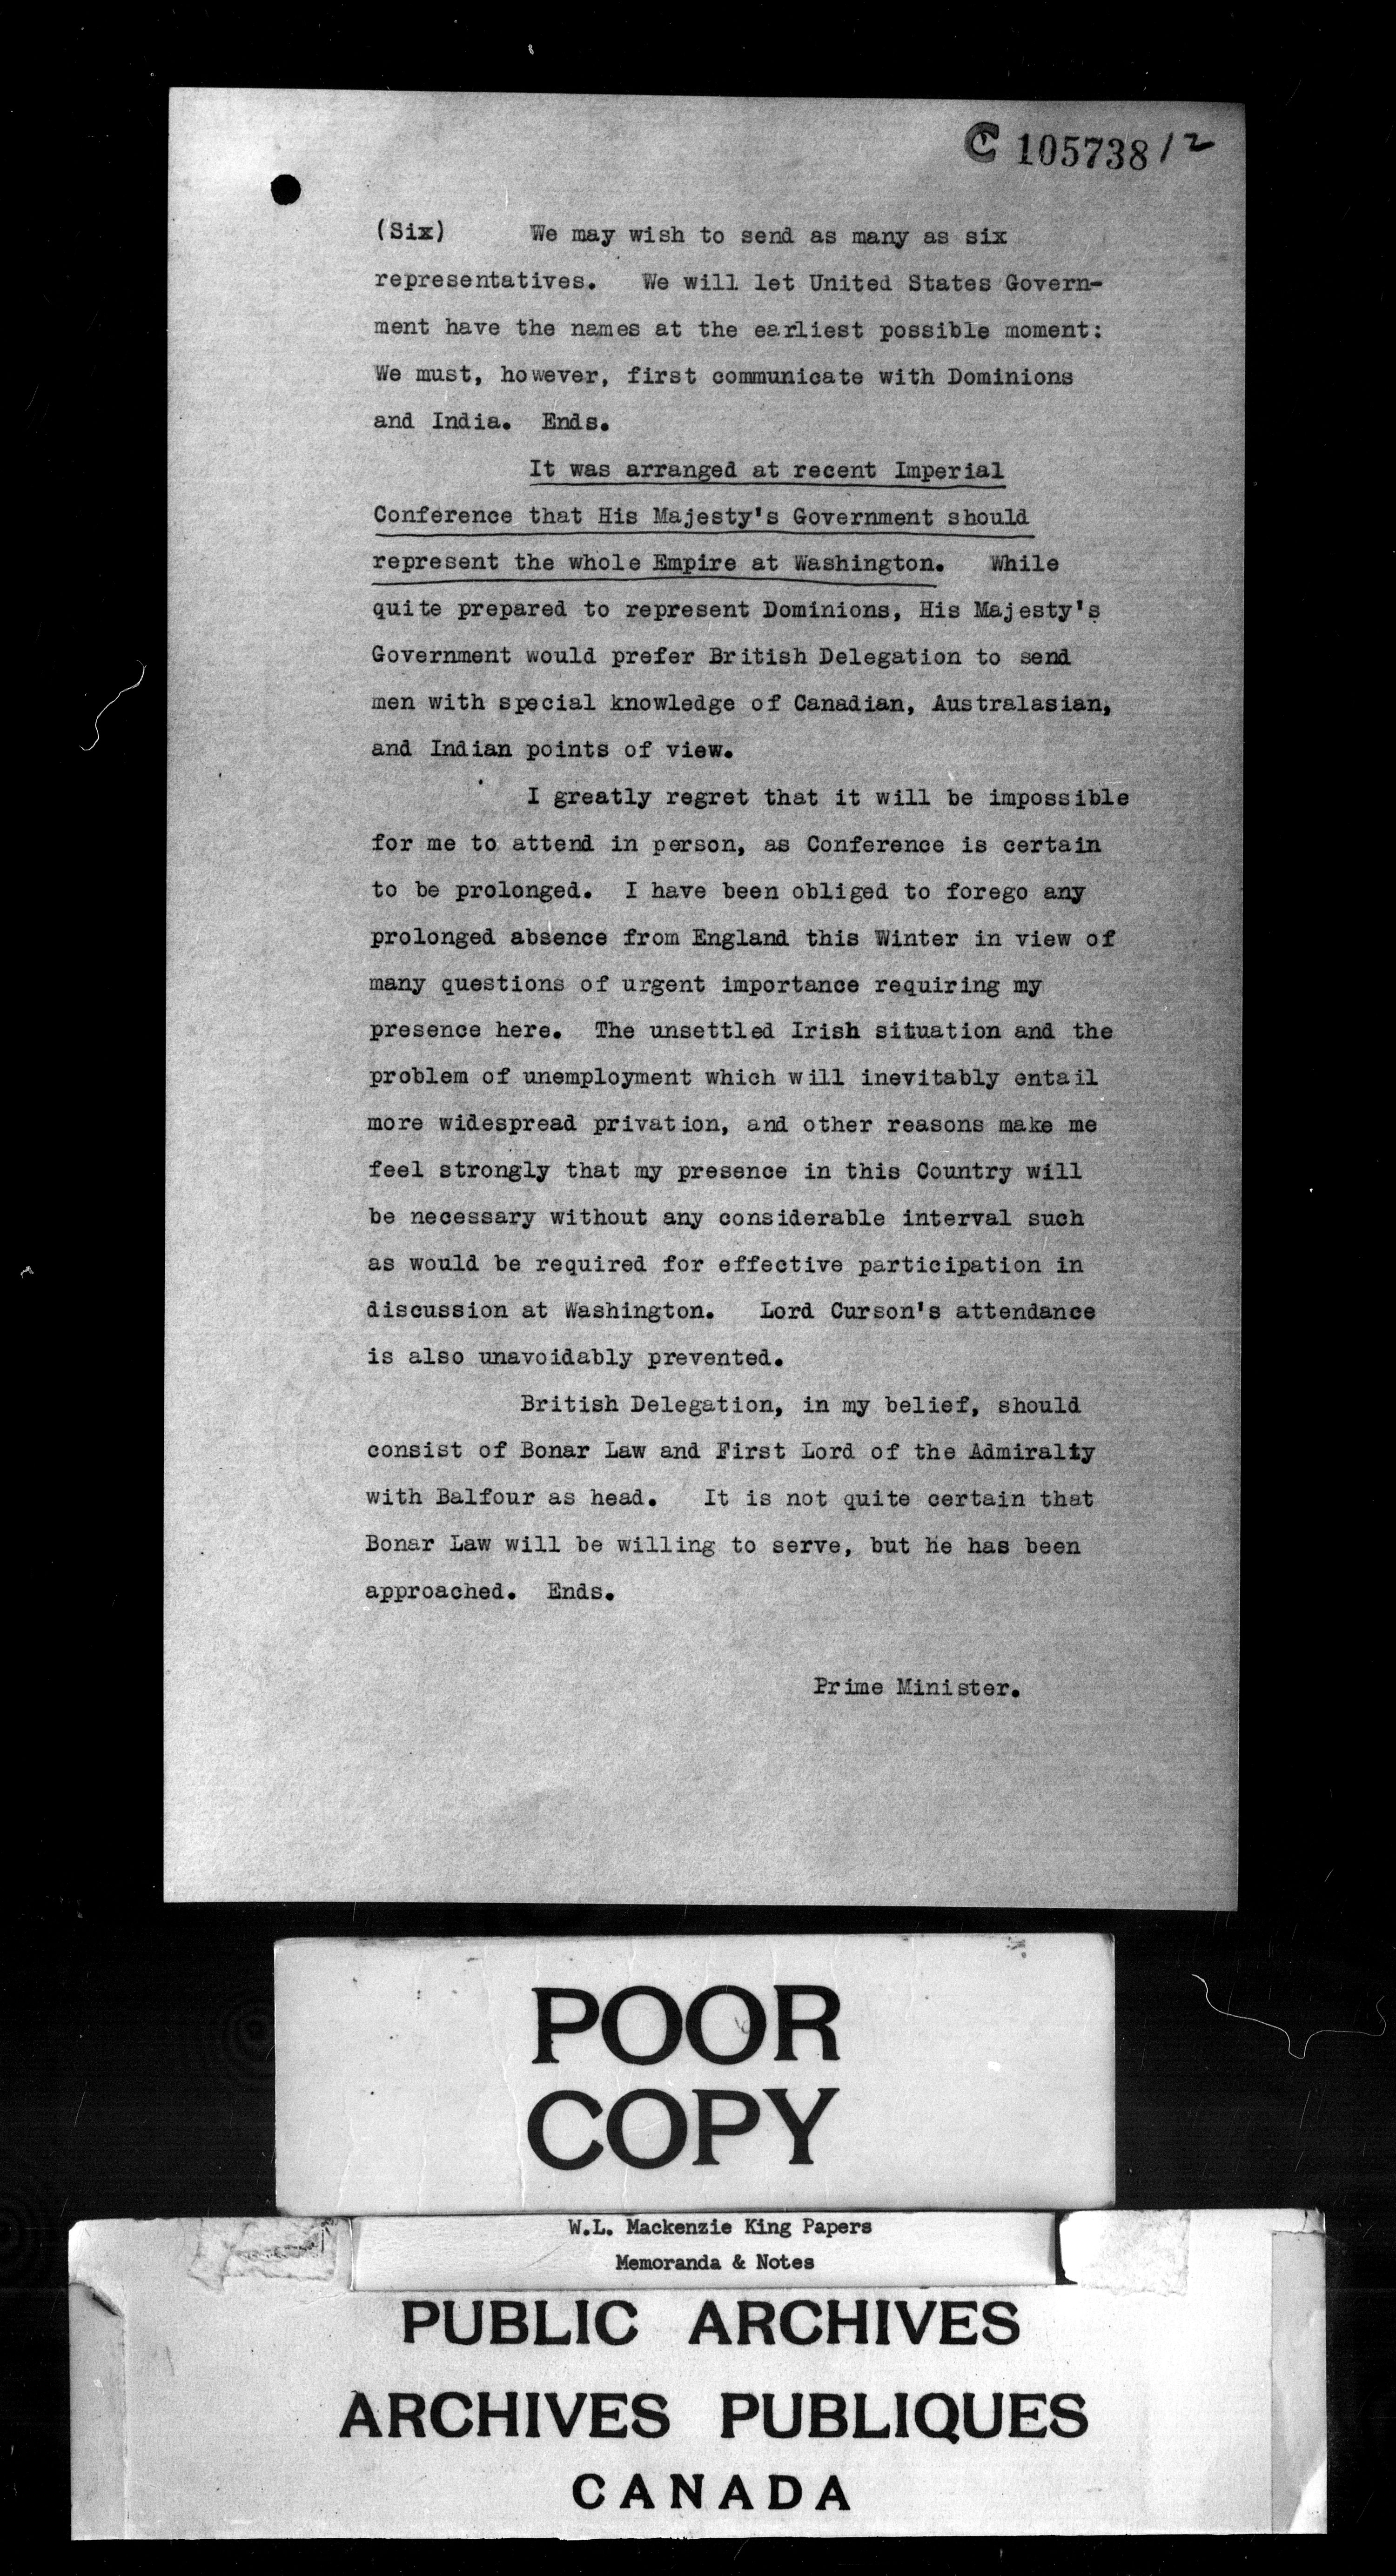 C 105738/2
(Six) We may wish to send as many as six
representatives. We will let United States Govern-
ment have the names at the earliest possible moment:
We must, however, first communicate with Dominions
and India. Ends.
It was arranged at recent Imperial
Conference that His Majesty's Government should
represent the whole Empire at Washington. While
quite prepared to represent Dominions, His Majesty's
Government would prefer British Delegation to send
men with special knowledge of Canadian, Australasian,
and Indian points of view.
I greatly regret that it will be impossible
for me to attend in person, as Conference is certain
to be prolonged. I have been obliged to forego any
prolonged absence from England this Winter in view of
many questions of urgent importance requiring my
presence here. The unsettled Irish situation and the
problem of unemployment which will inevitably entail
more widespread privation, and other reasons make me
feel strongly that my presence in this Country will
be necessary without any considerable interval such
as would be required for effective participation in
discussion at Washington. Lord Curson's attendance
is also unavoidably prevented.
British Delegation, in my belief, should
consist of Bonar Law and First Lord of the Admiralty
with Balfour as head. It is not quite certain that
Bonar Law will be willing to serve, but he has been
approached. Ends.
Prime Minister.
POOR
COPY
W.L. Mackenzie King Papers
Memoranda & Notes
PUBLIC ARCHIVES
ARCHIVES PUBLIQUES
CANADA